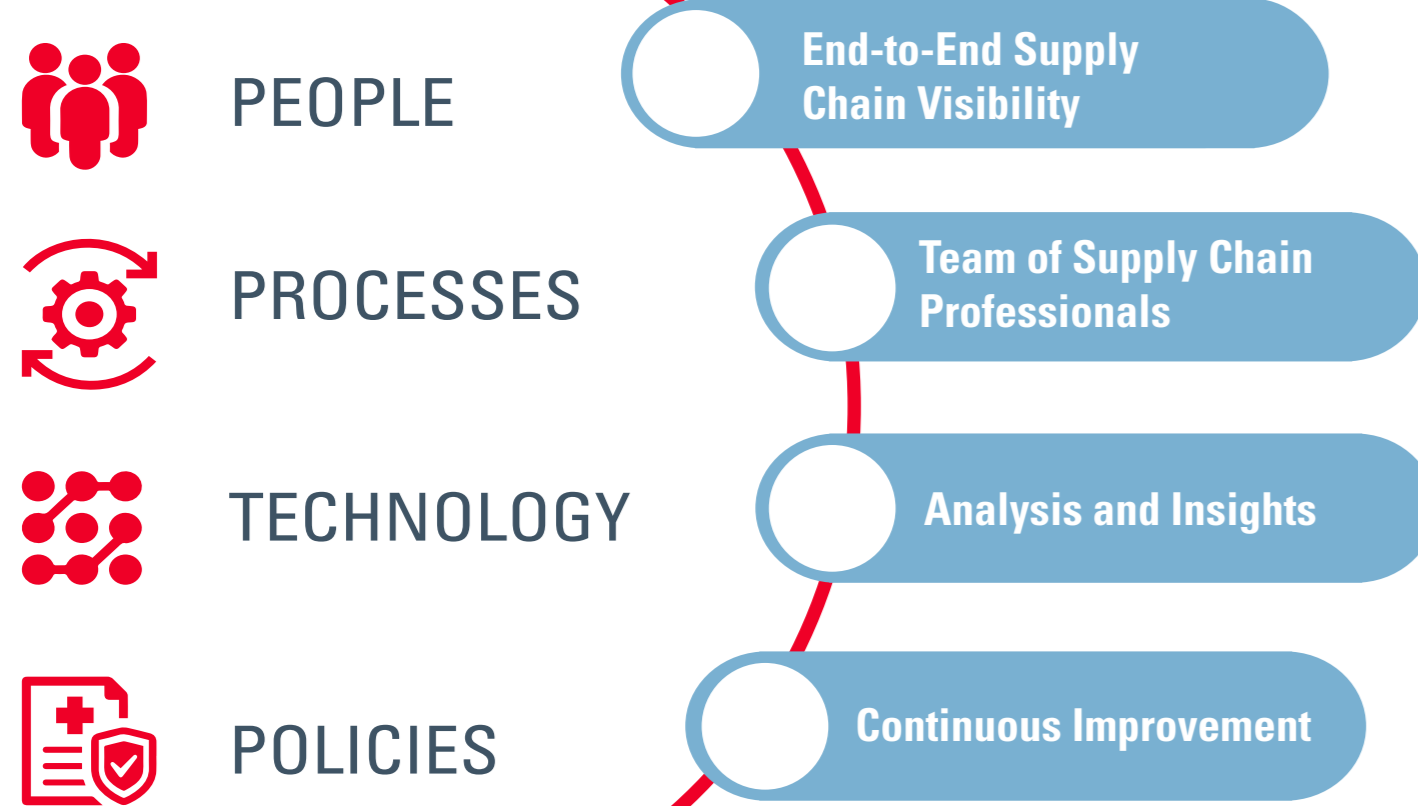 PEOPLE
PROCESSES
TECHNOLOGY
POLICIES
End-to-End Supply
Chain Visibility
Team of Supply Chain
Professionals
Analysis and Insights
Continuous Improvement